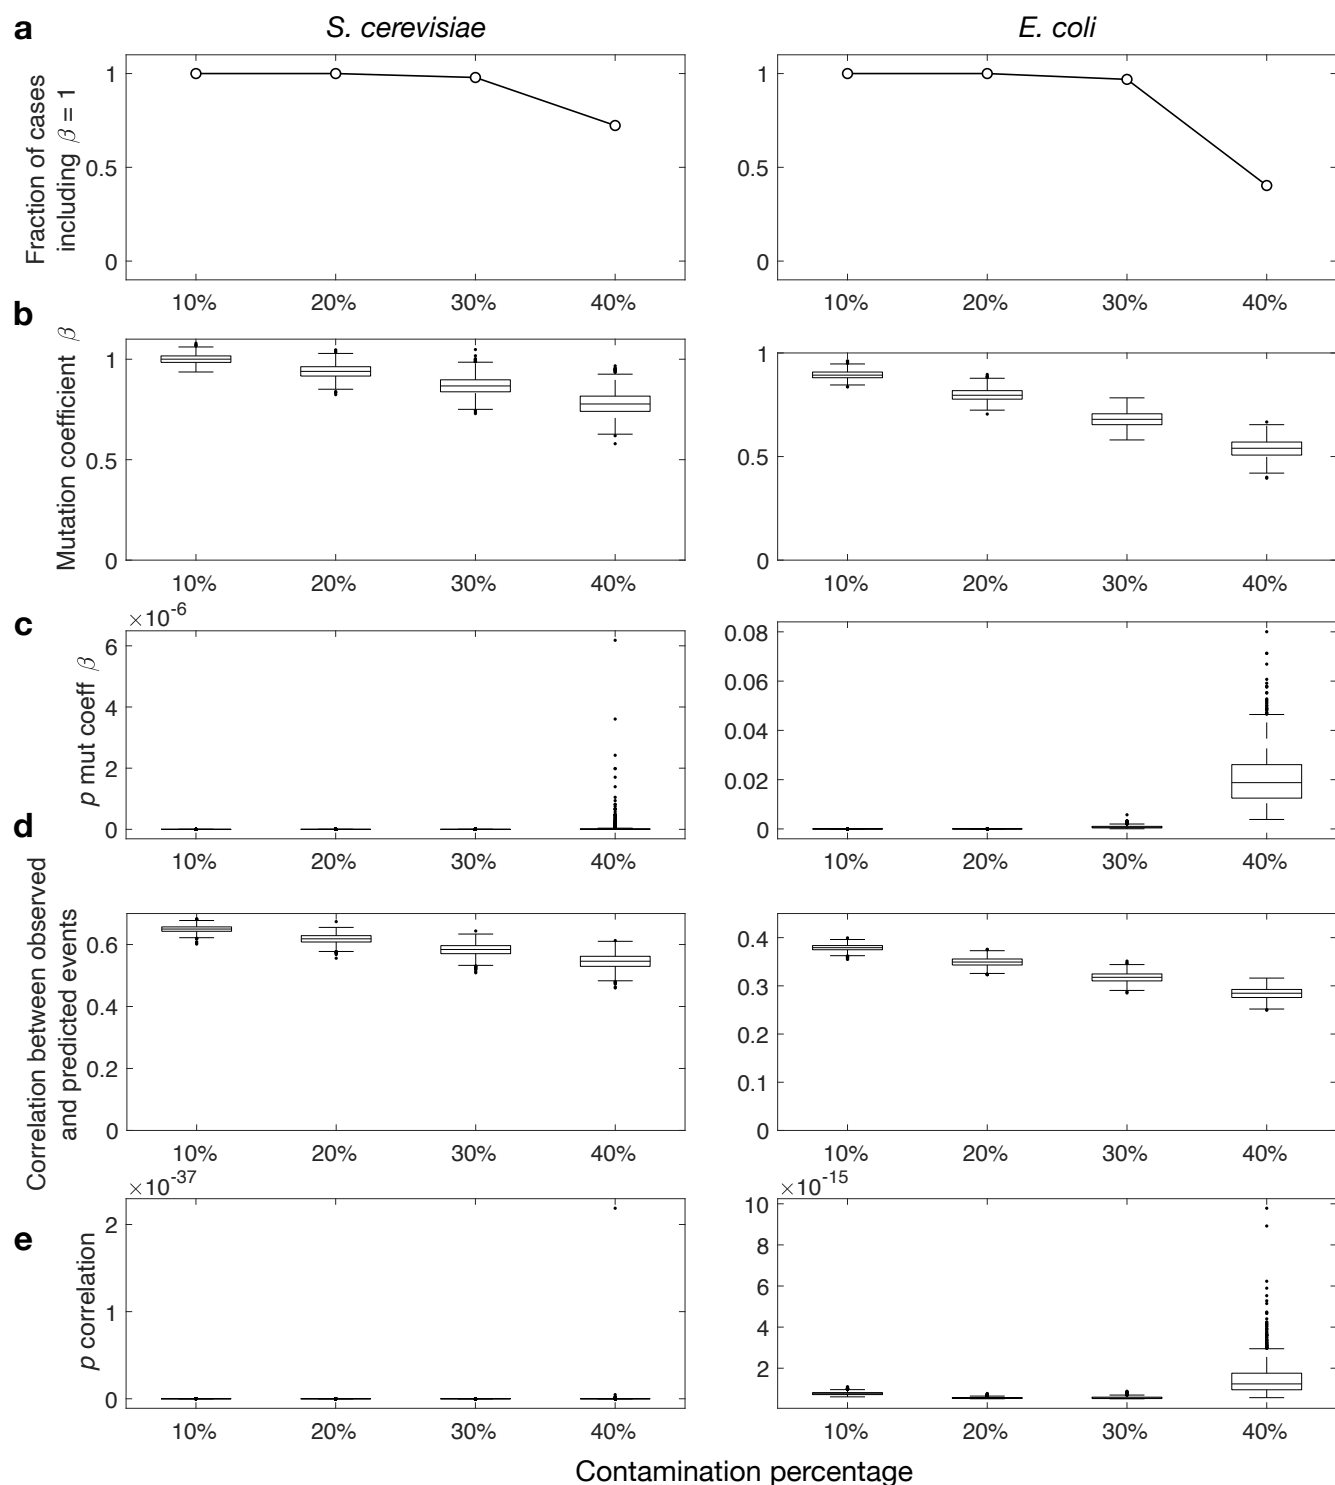 a
S. cerevisiae
E. coli
Fraction of cases
including β = 1
1
0.5
0
10% 20% 30% 40%
1
0.5
0
10% 20% 30% 40%
b
Mutation coefficient β
1
0.5
0
10% 20% 30% 40%
1
0.5
0
10% 20% 30% 40%
c
p mut coeff β
×10-6
6
4
2
0
10% 20% 30% 40%
0.08
0.06
0.04
0.02
0
10% 20% 30% 40%
d
Correlation between observed
and predicted events
0.6
0.4
0.2
0
10% 20% 30% 40%
0.4
0.3
0.2
0.1
0
10% 20% 30% 40%
e
p correlation
×10-37
2
1
0
10% 20% 30% 40%
×10-15
10
8
6
4
2
10% 20% 30% 40%
Contamination percentage